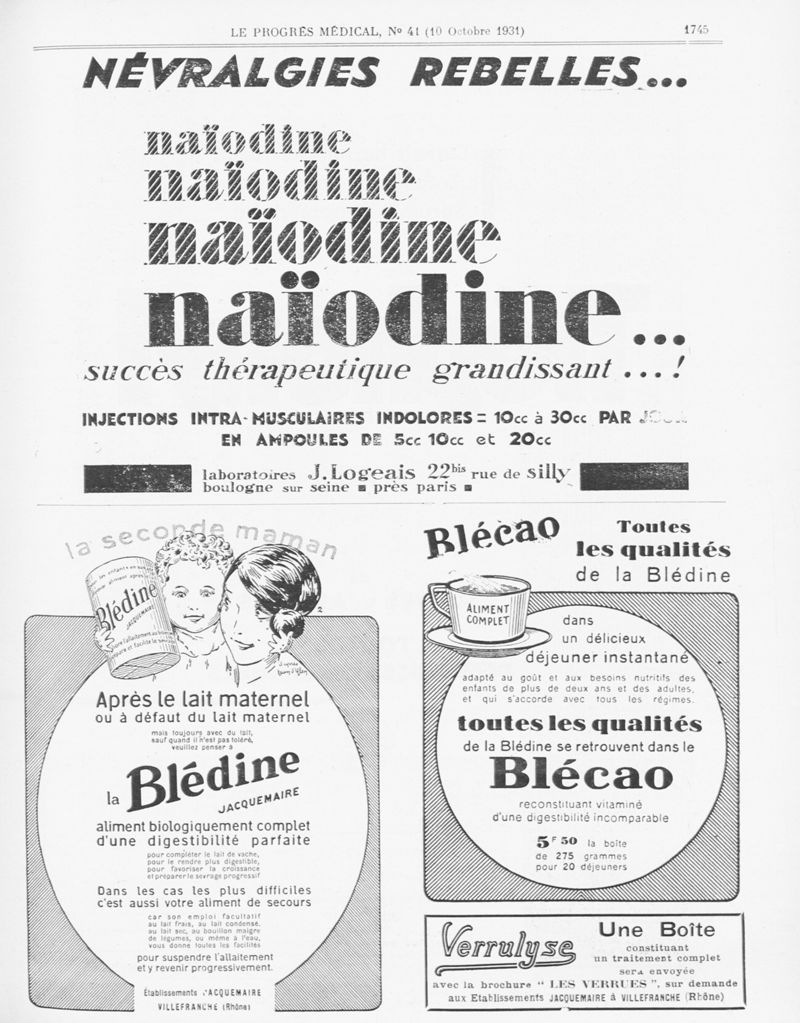 LE PROGRÈS MÉDICAL, No 41 (10 Octobre 1931)
1745
NÉVRALGIES REBELLES...
naïodine
naïodine
naïodine
naïodine...
succès thérapeutique grandissant...!
INJECTIONS INTRA-MUSCULAIRES INDOLORES = 10cc à 30cc PAR
EN AMPOULES DE 5cc 10cc et 20cc
laboratoires J. Logeais 22bis rue de silly
boulogne sur seine ■ près paris ■
la seconde maman
Blédine
JACQUEMAIRE
2
Après le lait maternel
ou à défaut du lait maternel
mais toujours avec du lait,
sauf quand il n'est pas toléré,
veuillez penser à
la Blédine
JACQUEMAIRE
aliment biologiquement complet
d'une digestibilité parfaite
pour compléter le lait de vache,
pour le rendre plus digestible,
pour favoriser la croissance
et préparer le sevrage progressif
Dans les cas les plus difficiles
c'est aussi votre aliment de secours
car son emploi facultatif
au lait frais, au lait condensé,
au lait sec, au bouillon maigre
de légumes, ou même à l'eau,
vous donne toutes les facilités
pour suspendre l'allaitement
et y revenir progressivement.
Établissements JACQUEMAIRE
VILLEFRANCHE (Rhône)
Blécao
Toutes
les qualités
de la Blédine
ALIMENT
COMPLET
dans
un délicieux
déjeuner instantané
adapté au goût et aux besoins nutritifs des
enfants de plus de deux ans et des adultes,
et qui s'accorde avec tous les régimes.
toutes les qualités
de la Blédine se retrouvent dans le
Blécao
reconstituant vitaminé
d'une digestibilité incomparable
5F50 la boîte
de 275 grammes
pour 20 déjeuners
Verrulyse
Une Boîte
constituant
un traitement complet
sera envoyée
avec la brochure “ LES VERRUES ”, sur demande
aux Etablissements JACQUEMAIRE à VILLEFRANCHE (Rhône)